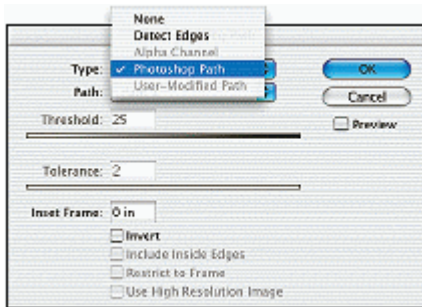 None
Detect Edges
Alpha Channel
Type: ✓ Photoshop Path
Path: User-Modified Path
OK
Cancel
Preview
Threshold: 25
Tolerance: 2
Inset Frame: 0 in
Invert
Include Inside Edges
Restrict to Frame
Use High Resolution Image